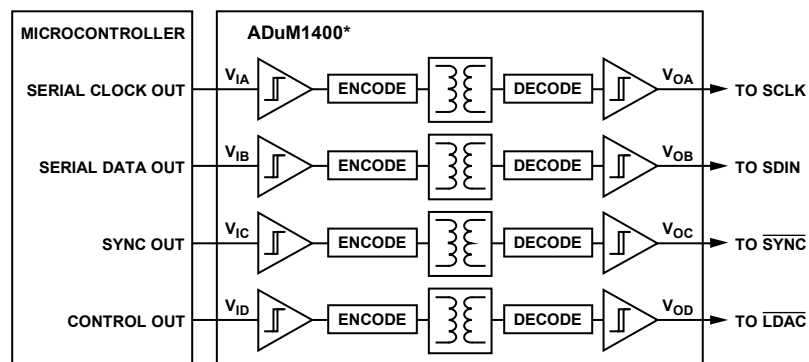 MICROCONTROLLER
ADuM1400*
SERIAL CLOCK OUT VIA ENCODE DECODE VOA TO SCLK
SERIAL DATA OUT VIB ENCODE DECODE VOB TO SDIN
SYNC OUT VIC ENCODE DECODE VOC TO SYNC
CONTROL OUT VID ENCODE DECODE VOD TO LDAC